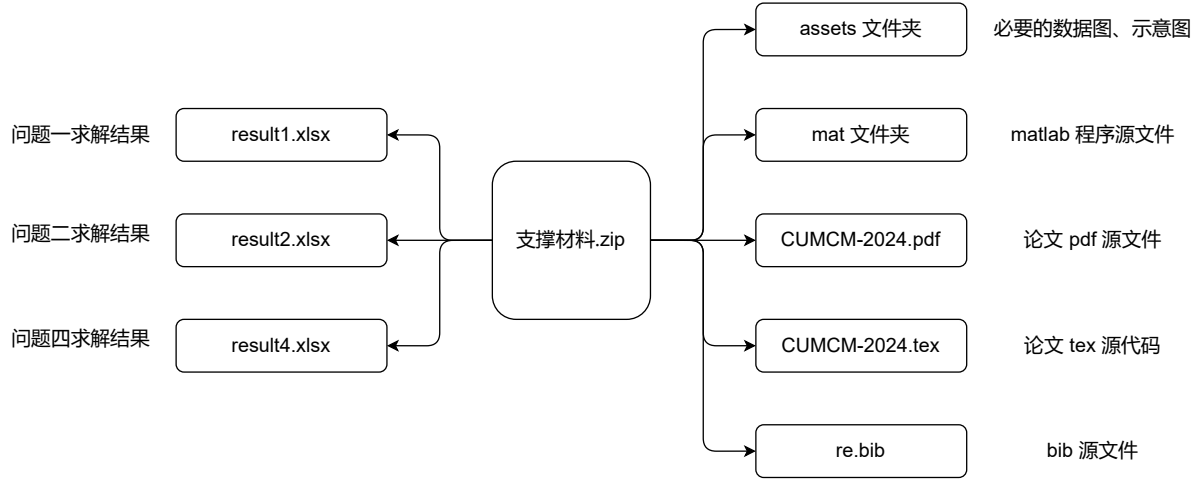 assets 文件夹
必要的数据图、示意图
问题一求解结果
result1.xlsx
mat 文件夹
matlab 程序源文件
问题二求解结果
result2.xlsx
支撑材料.zip
CUMCM-2024.pdf
论文 pdf 源文件
问题四求解结果
result4.xlsx
CUMCM-2024.tex
论文 tex 源代码
re.bib
bib 源文件